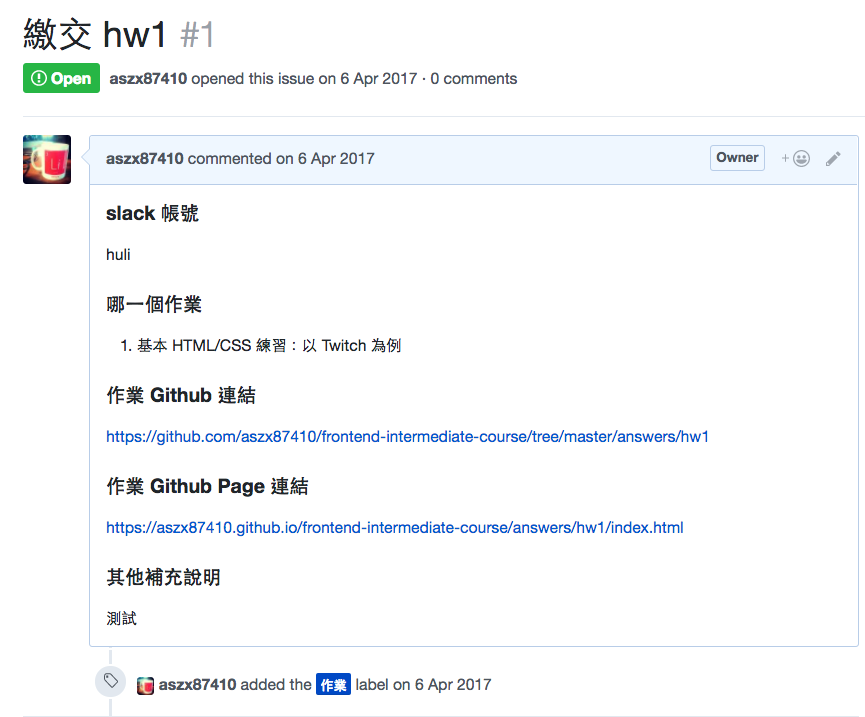 繳交 hw1 #1
Open aszx87410 opened this issue on 6 Apr 2017 · 0 comments
aszx87410 commented on 6 Apr 2017 Owner +
slack 帳號
huli
哪一個作業
1. 基本 HTML/CSS 練習：以 Twitch 為例
作業 Github 連結
https://github.com/aszx87410/frontend-intermediate-course/tree/master/answers/hw1
作業 Github Page 連結
https://aszx87410.github.io/frontend-intermediate-course/answers/hw1/index.html
其他補充說明
測試
aszx87410 added the 作業 label on 6 Apr 2017